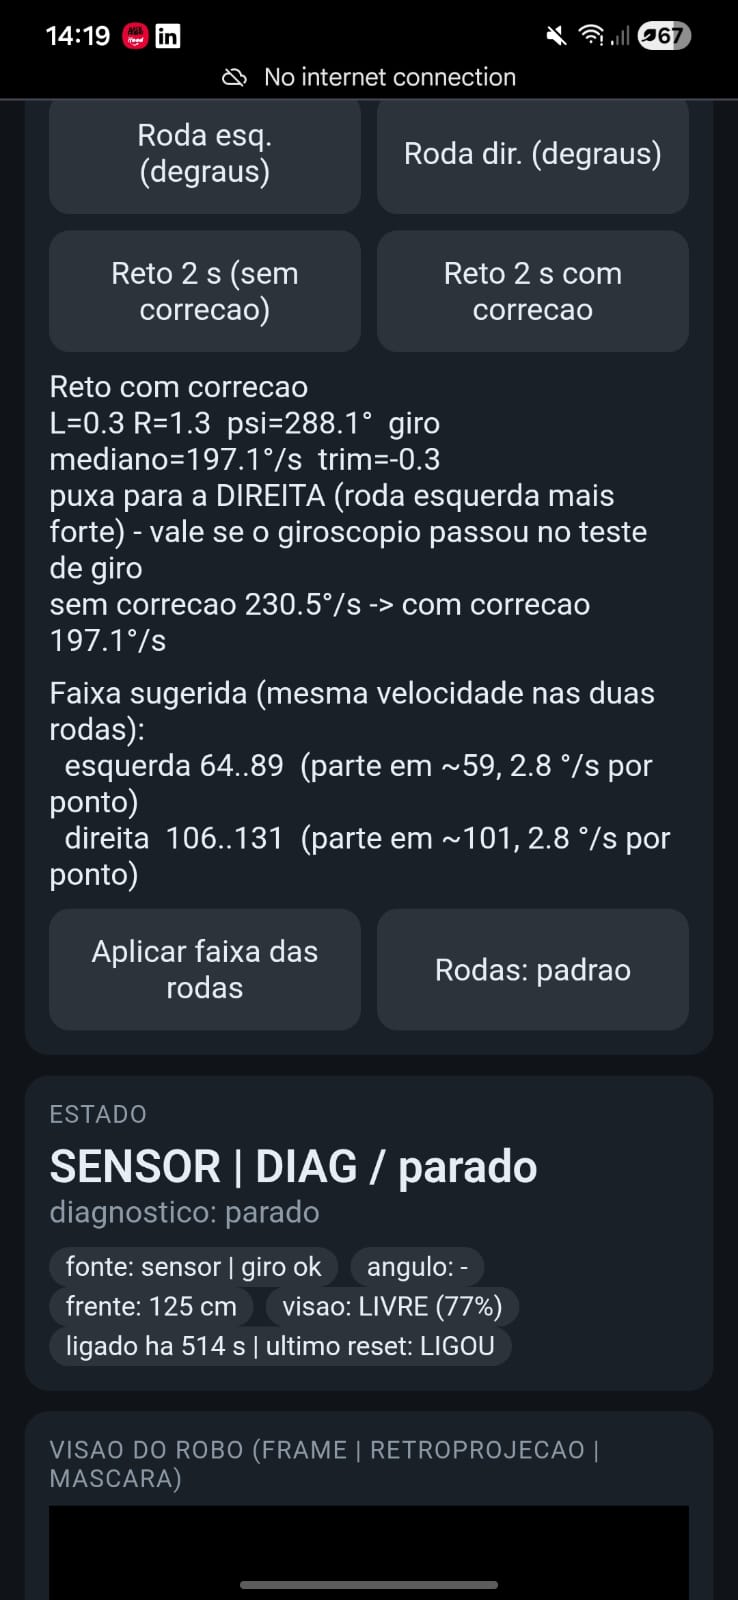 14:19
67
No internet connection
Roda esq.
(degraus)
Roda dir. (degraus)
Reto 2 s (sem
correcao)
Reto 2 s com
correcao
Reto com correcao
L=0.3 R=1.3  psi=288.1°  giro
mediano=197.1°/s  trim=-0.3
puxa para a DIREITA (roda esquerda mais
forte) - vale se o giroscopio passou no teste
de giro
sem correcao 230.5°/s -> com correcao
197.1°/s
Faixa sugerida (mesma velocidade nas duas
rodas):
esquerda 64..89  (parte em ~59, 2.8 °/s por
ponto)
direita  106..131  (parte em ~101, 2.8 °/s por
ponto)
Aplicar faixa das
rodas
Rodas: padrao
ESTADO
SENSOR | DIAG / parado
diagnostico: parado
fonte: sensor | giro ok
angulo: -
frente: 125 cm
visao: LIVRE (77%)
ligado ha 514 s | ultimo reset: LIGOU
VISAO DO ROBO (FRAME | RETROPROJECAO |
MASCARA)